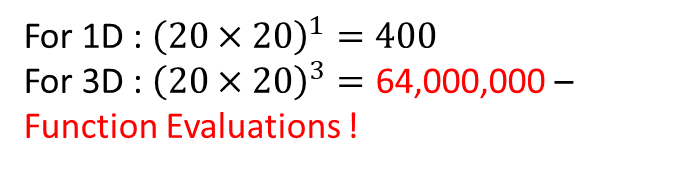 For 1D : (20 × 20)¹ = 400
For 3D : (20 × 20)³ = 64,000,000 –
Function Evaluations !